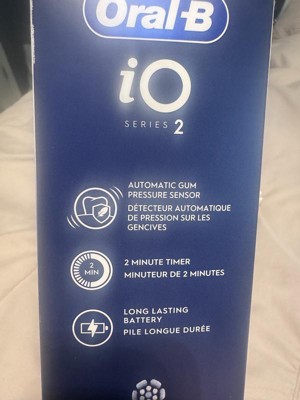 Oral-B
iO
SERIES 2
AUTOMATIC GUM
PRESSURE SENSOR
DÉTECTEUR AUTOMATIQUE
DE PRESSION SUR LES
GENCIVES
2
MIN
2 MINUTE TIMER
MINUTEUR DE 2 MINUTES
LONG LASTING
BATTERY
PILE LONGUE DURÉE